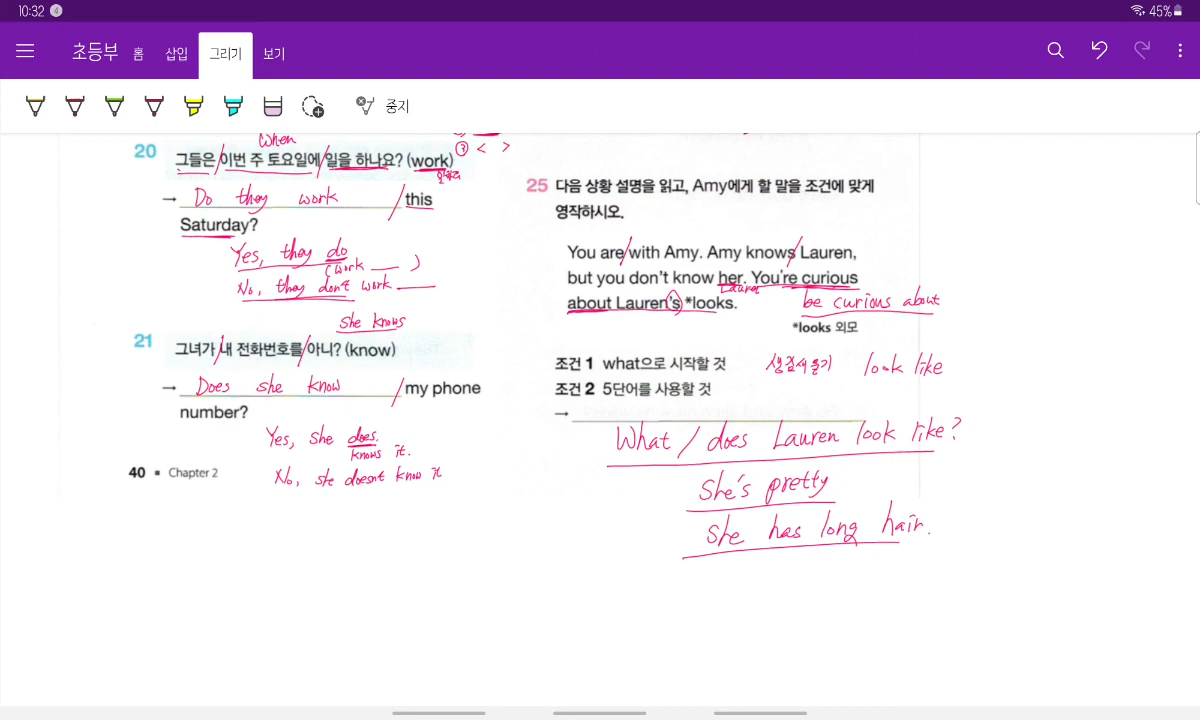 10:32 4
45%
초등부 홈 삽입 그리기 보기
중지
When
③ < >
20 그들은/이번 주 토요일에/일을 하나요? (work)
→ Do they work / this
Saturday?
Yes, they do
(work )
No, they don't work
she knows
21 그녀가/내 전화번호를/아니? (know)
→ Does she know / my phone
number?
Yes, she does.
knows it.
No, she doesn't know it
40 ▪ Chapter 2
25 다음 상황 설명을 읽고, Amy에게 할 말을 조건에 맞게
영작하시오.
You are/with Amy. Amy knows/Lauren,
but you don't know her. You're curious
Lauren
about Lauren's *looks. be curious about
*looks 외모
조건 1 what으로 시작할 것 look like
조건 2 5단어를 사용할 것
→
What / does Lauren look like?
She's pretty
She has long hair.